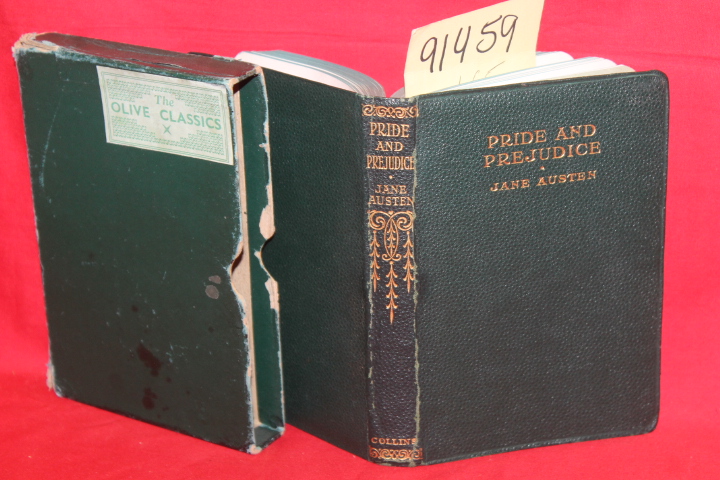 The
OLIVE CLASSICS
91459
PRIDE
AND
PREJUDICE
JANE
AUSTEN
COLLINS
PRIDE AND
PREJUDICE
JANE AUSTEN